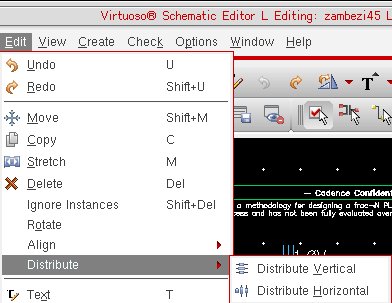 Virtuoso® Schematic Editor L Editing: zambezi45 L
Edit View Create Check Options Window Help
Undo U
Redo Shift+U
Move Shift+M
Copy C
Stretch M
Delete Del
Ignore Instances Shift+Del
Rotate
Align
Distribute
Distribute Vertical
Distribute Horizontal
Text T
T
— Cadence Confident
a methodology for designing a frac-N PL
cess and has not been fully evaluated over